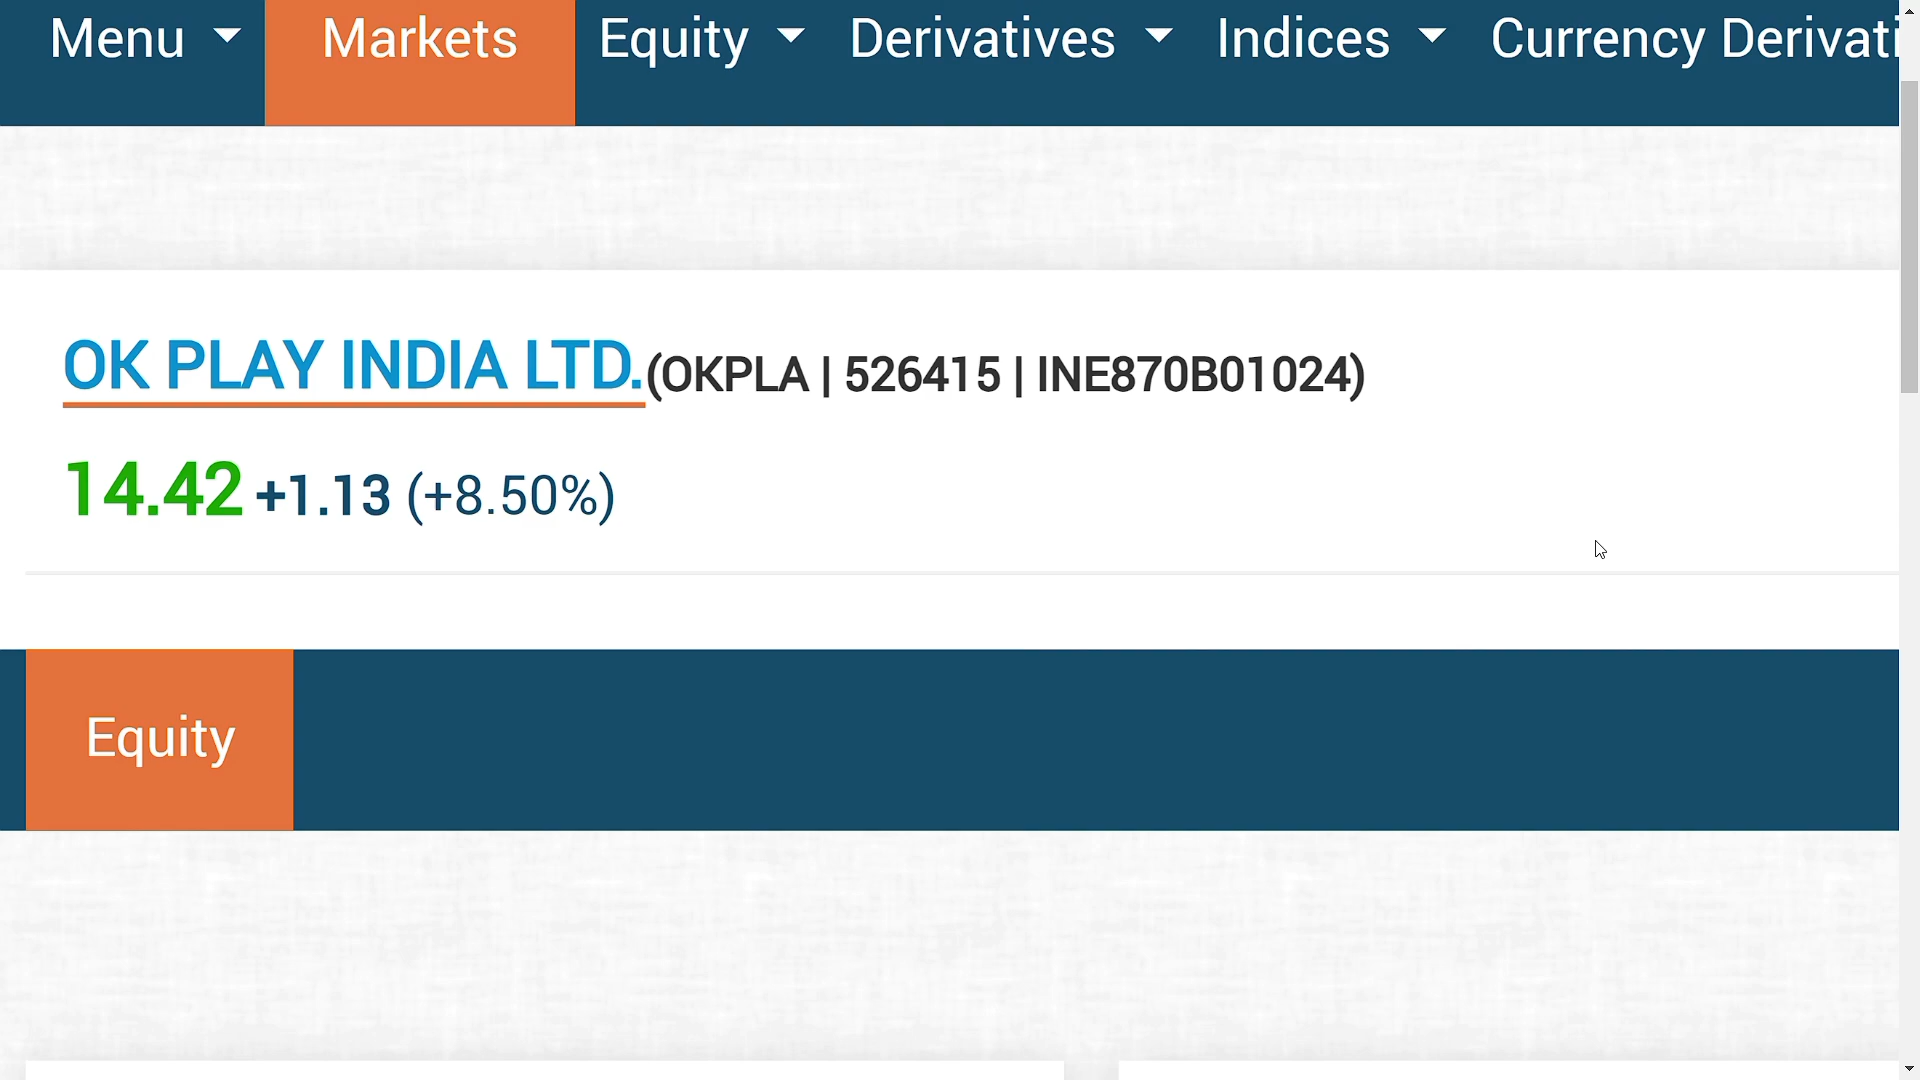 Menu Markets Equity Derivatives Indices Currency Derivati
OK PLAY INDIA LTD.(OKPLA | 526415 | INE870B01024)
14.42 +1.13 (+8.50%)
Equity